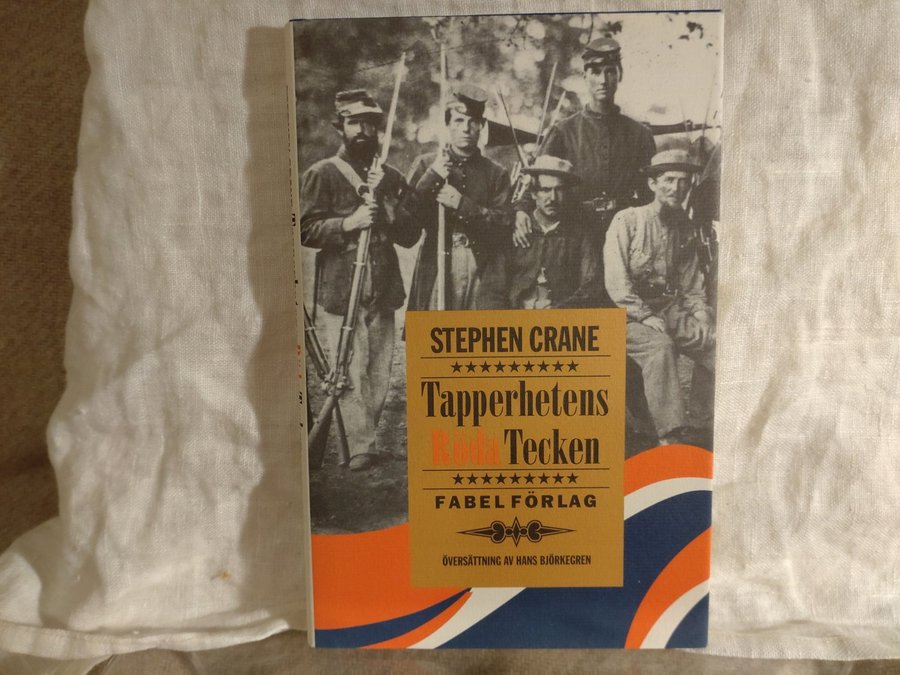 STEPHEN CRANE
★★★★★★★★★
Tapperhetens
Röda Tecken
★★★★★★★★★
FABEL FÖRLAG
ÖVERSÄTTNING AV HANS BJÖRKEGREN